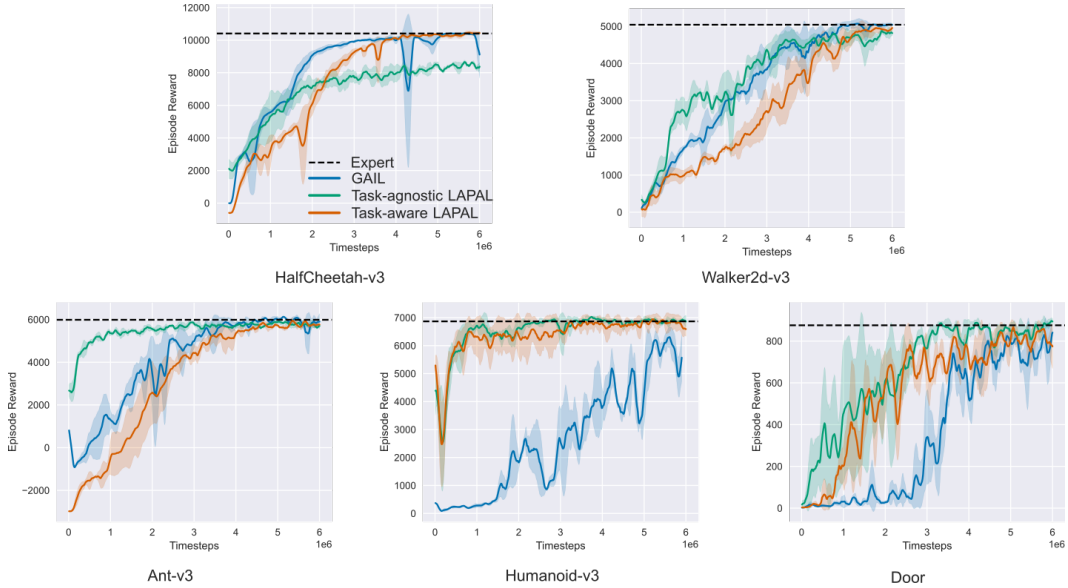 12000
10000
8000
6000
4000
2000
0
Episode Reward
Expert
GAIL
Task-agnostic LAPAL
Task-aware LAPAL
0 1 2 3 4 5 6
Timesteps
1e6
HalfCheetah-v3
5000
4000
3000
2000
1000
0
Episode Reward
0 1 2 3 4 5 6
Timesteps
1e6
Walker2d-v3
6000
4000
2000
0
−2000
Episode Reward
0 1 2 3 4 5 6
Timesteps
1e6
Ant-v3
7000
6000
5000
4000
3000
2000
1000
0
Episode Reward
0 1 2 3 4 5 6
Timesteps
1e6
Humanoid-v3
800
600
400
200
0
Episode Reward
0 1 2 3 4 5 6
Timesteps
1e6
Door